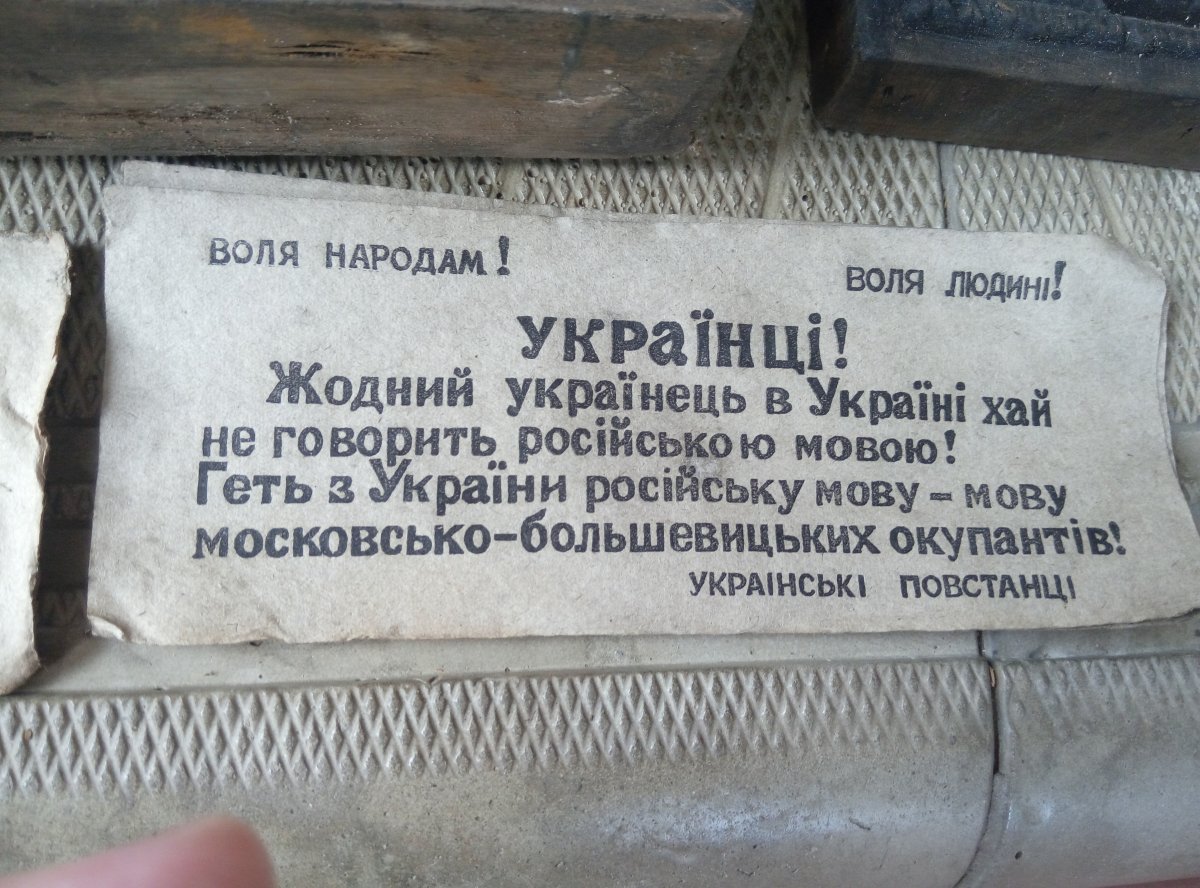 ВОЛЯ НАРОДАМ!
ВОЛЯ ЛЮДИНІ!
УКРАЇНЦІ!
Жодний українець в Україні хай
не говорить російською мовою!
Геть з України російську мову – мову
московсько-большевицьких окупантів!
УКРАІНСЬКІ ПОВСТАНЦІ